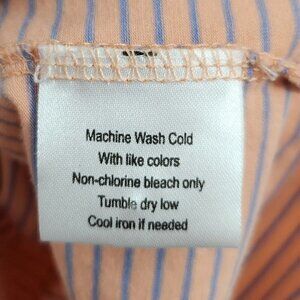 Machine Wash Cold
With like colors
Non-chlorine bleach only
Tumble dry low
Cool iron if needed